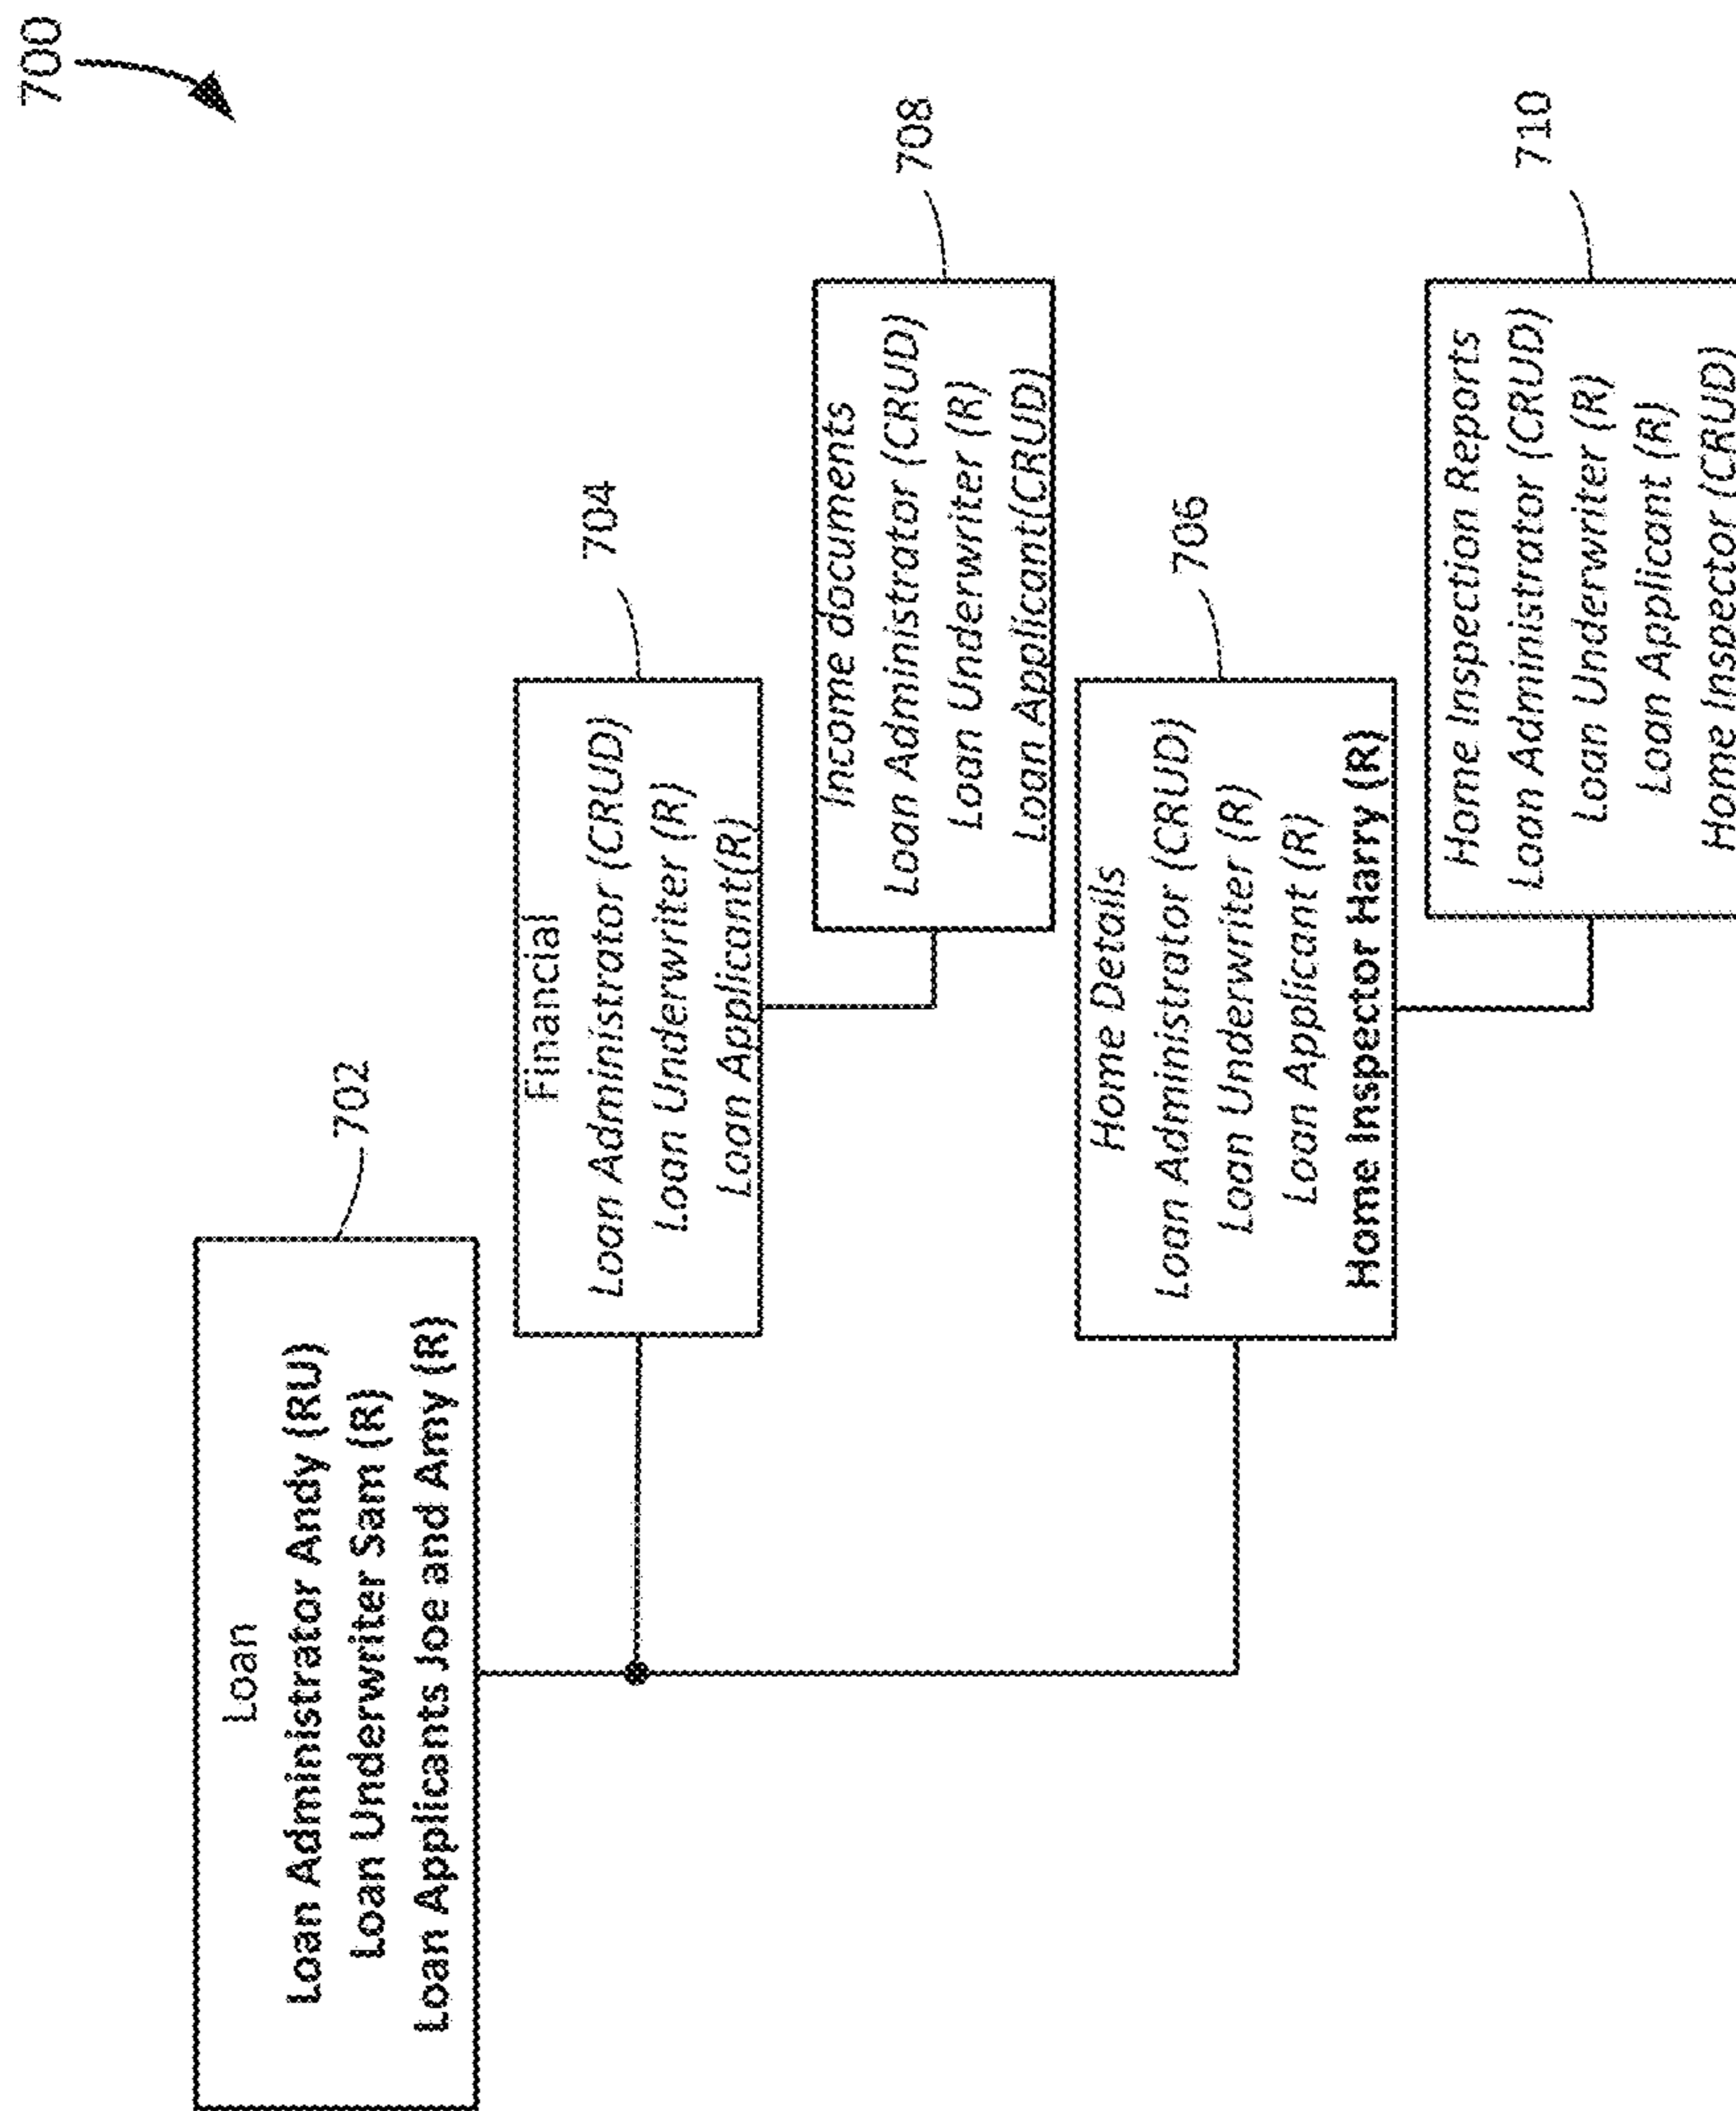 700
Loan
Loan Administrator Andy (RU)
Loan Underwriter Sam (R)
Loan Applicants Joe and Amy (R)
702
Financial
Loan Administrator (CRUD)
Loan Underwriter (R)
Loan Applicant(R)
704
Income documents
Loan Administrator (CRUD)
Loan Underwriter (R)
Loan Applicant(CRUD)
708
Home Details
Loan Administrator (CRUD)
Loan Underwriter (R)
Loan Applicant (R)
Home Inspector Harry (R)
706
Home Inspection Reports
Loan Administrator (CRUD)
Loan Underwriter (R)
Loan Applicant (R)
Home Inspector (CRUD)
710